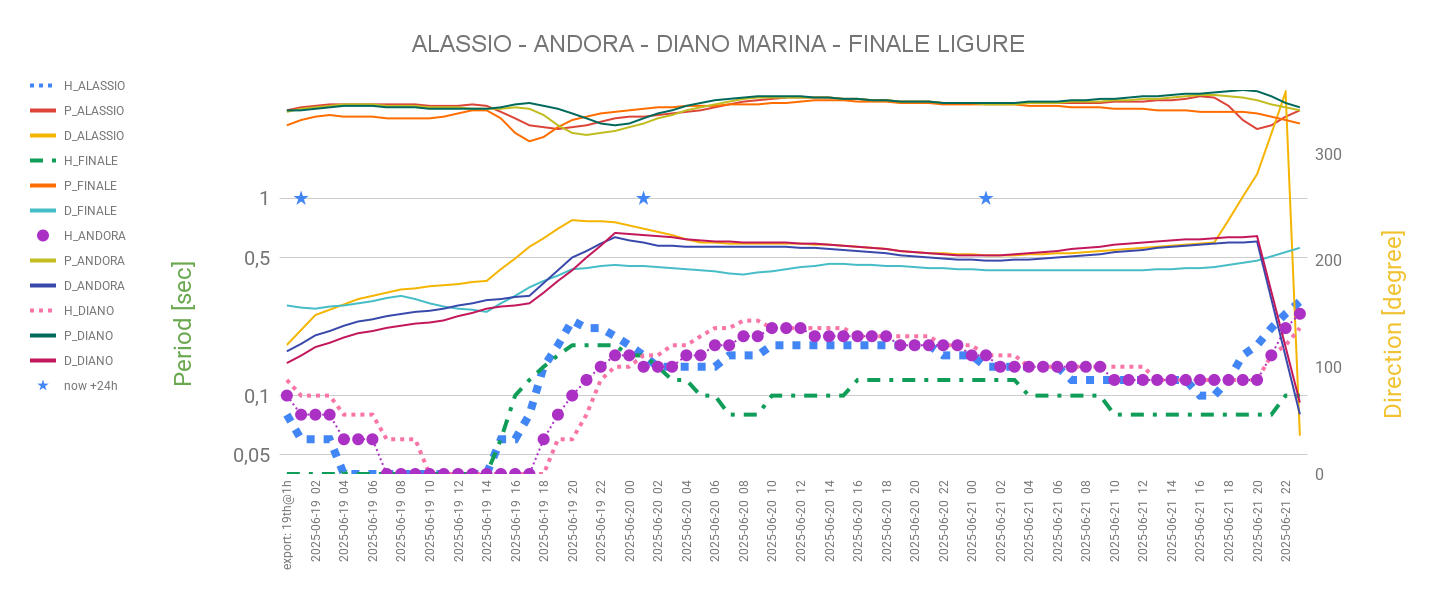 ALASSIO - ANDORA - DIANO MARINA - FINALE LIGURE
H_ALASSIO
P_ALASSIO
D_ALASSIO
H_FINALE
P_FINALE
D_FINALE
H_ANDORA
P_ANDORA
D_ANDORA
H_DIANO
P_DIANO
D_DIANO
now +24h
Period [sec]
1
0,5
0,1
0,05
300
200
100
0
Direction [degree]
export: 19th@1h
2025-06-19 02
2025-06-19 04
2025-06-19 06
2025-06-19 08
2025-06-19 10
2025-06-19 12
2025-06-19 14
2025-06-19 16
2025-06-19 18
2025-06-19 20
2025-06-19 22
2025-06-20 00
2025-06-20 02
2025-06-20 04
2025-06-20 06
2025-06-20 08
2025-06-20 10
2025-06-20 12
2025-06-20 14
2025-06-20 16
2025-06-20 18
2025-06-20 20
2025-06-20 22
2025-06-21 00
2025-06-21 02
2025-06-21 04
2025-06-21 06
2025-06-21 08
2025-06-21 10
2025-06-21 12
2025-06-21 14
2025-06-21 16
2025-06-21 18
2025-06-21 20
2025-06-21 22